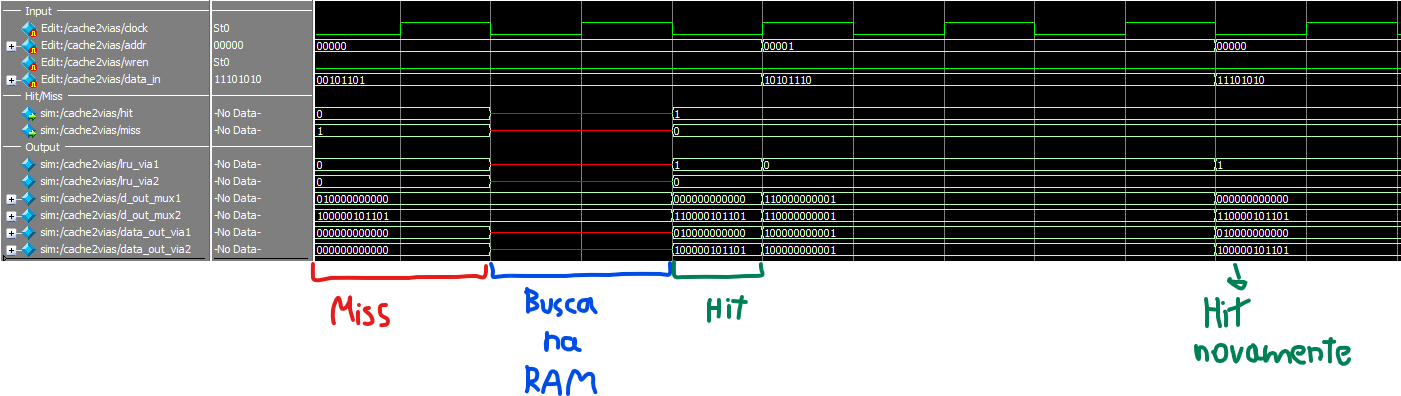 Input
Edit:/cache2vias/clock St0
Edit:/cache2vias/addr 00000 00000 00001 00000
Edit:/cache2vias/wren St0
Edit:/cache2vias/data_in 11101010 00101101 10101110 11101010
Hit/Miss
sim:/cache2vias/hit -No Data- 0 1
sim:/cache2vias/miss -No Data- 1 0
Output
sim:/cache2vias/lru_via1 -No Data- 0 1 0 1
sim:/cache2vias/lru_via2 -No Data- 0 0
sim:/cache2vias/d_out_mux1 -No Data- 010000000000 000000000000 110000000001 000000000000
sim:/cache2vias/d_out_mux2 -No Data- 100000101101 110000101101 110000000001 110000101101
sim:/cache2vias/data_out_via1 -No Data- 000000000000 010000000000 100000000001 010000000000
sim:/cache2vias/data_out_via2 -No Data- 000000000000 100000101101 100000000001 100000101101
Miss
Busca
na
RAM
Hit
Hit
novamente